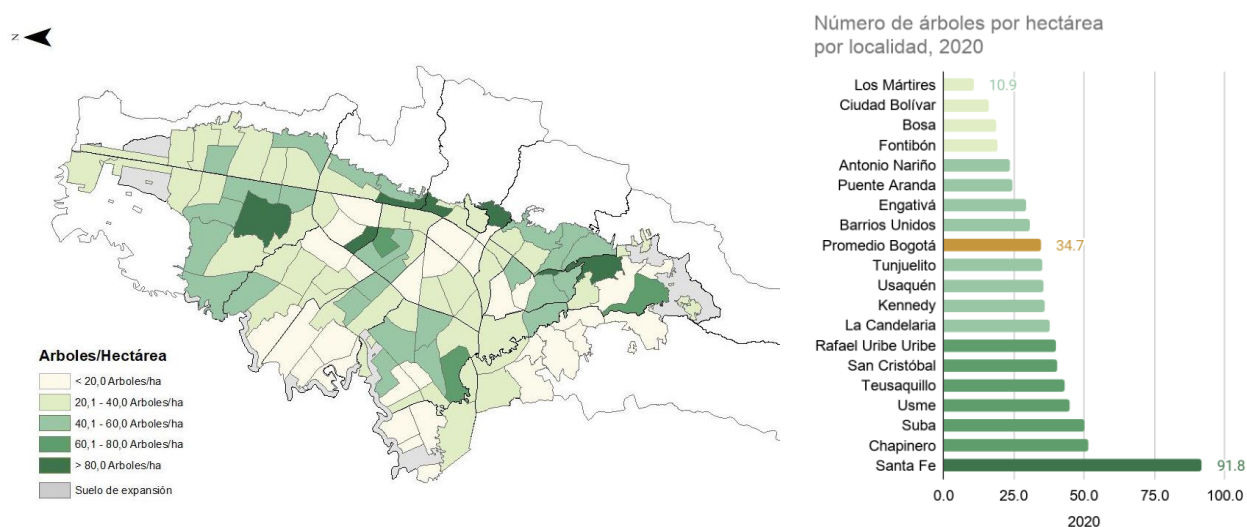 N
Arboles/Hectárea
< 20,0 Arboles/ha
20,1 - 40,0 Arboles/ha
40,1 - 60,0 Arboles/ha
60,1 - 80,0 Arboles/ha
> 80,0 Arboles/ha
Suelo de expansión
Número de árboles por hectárea
por localidad, 2020
Los Mártires 10.9
Ciudad Bolívar
Bosa
Fontibón
Antonio Nariño
Puente Aranda
Engativá
Barrios Unidos
Promedio Bogotá 34.7
Tunjuelito
Usaquén
Kennedy
La Candelaria
Rafael Uribe Uribe
San Cristóbal
Teusaquillo
Usme
Suba
Chapinero
Santa Fe 91.8
0.0 25.0 50.0 75.0 100.0
2020